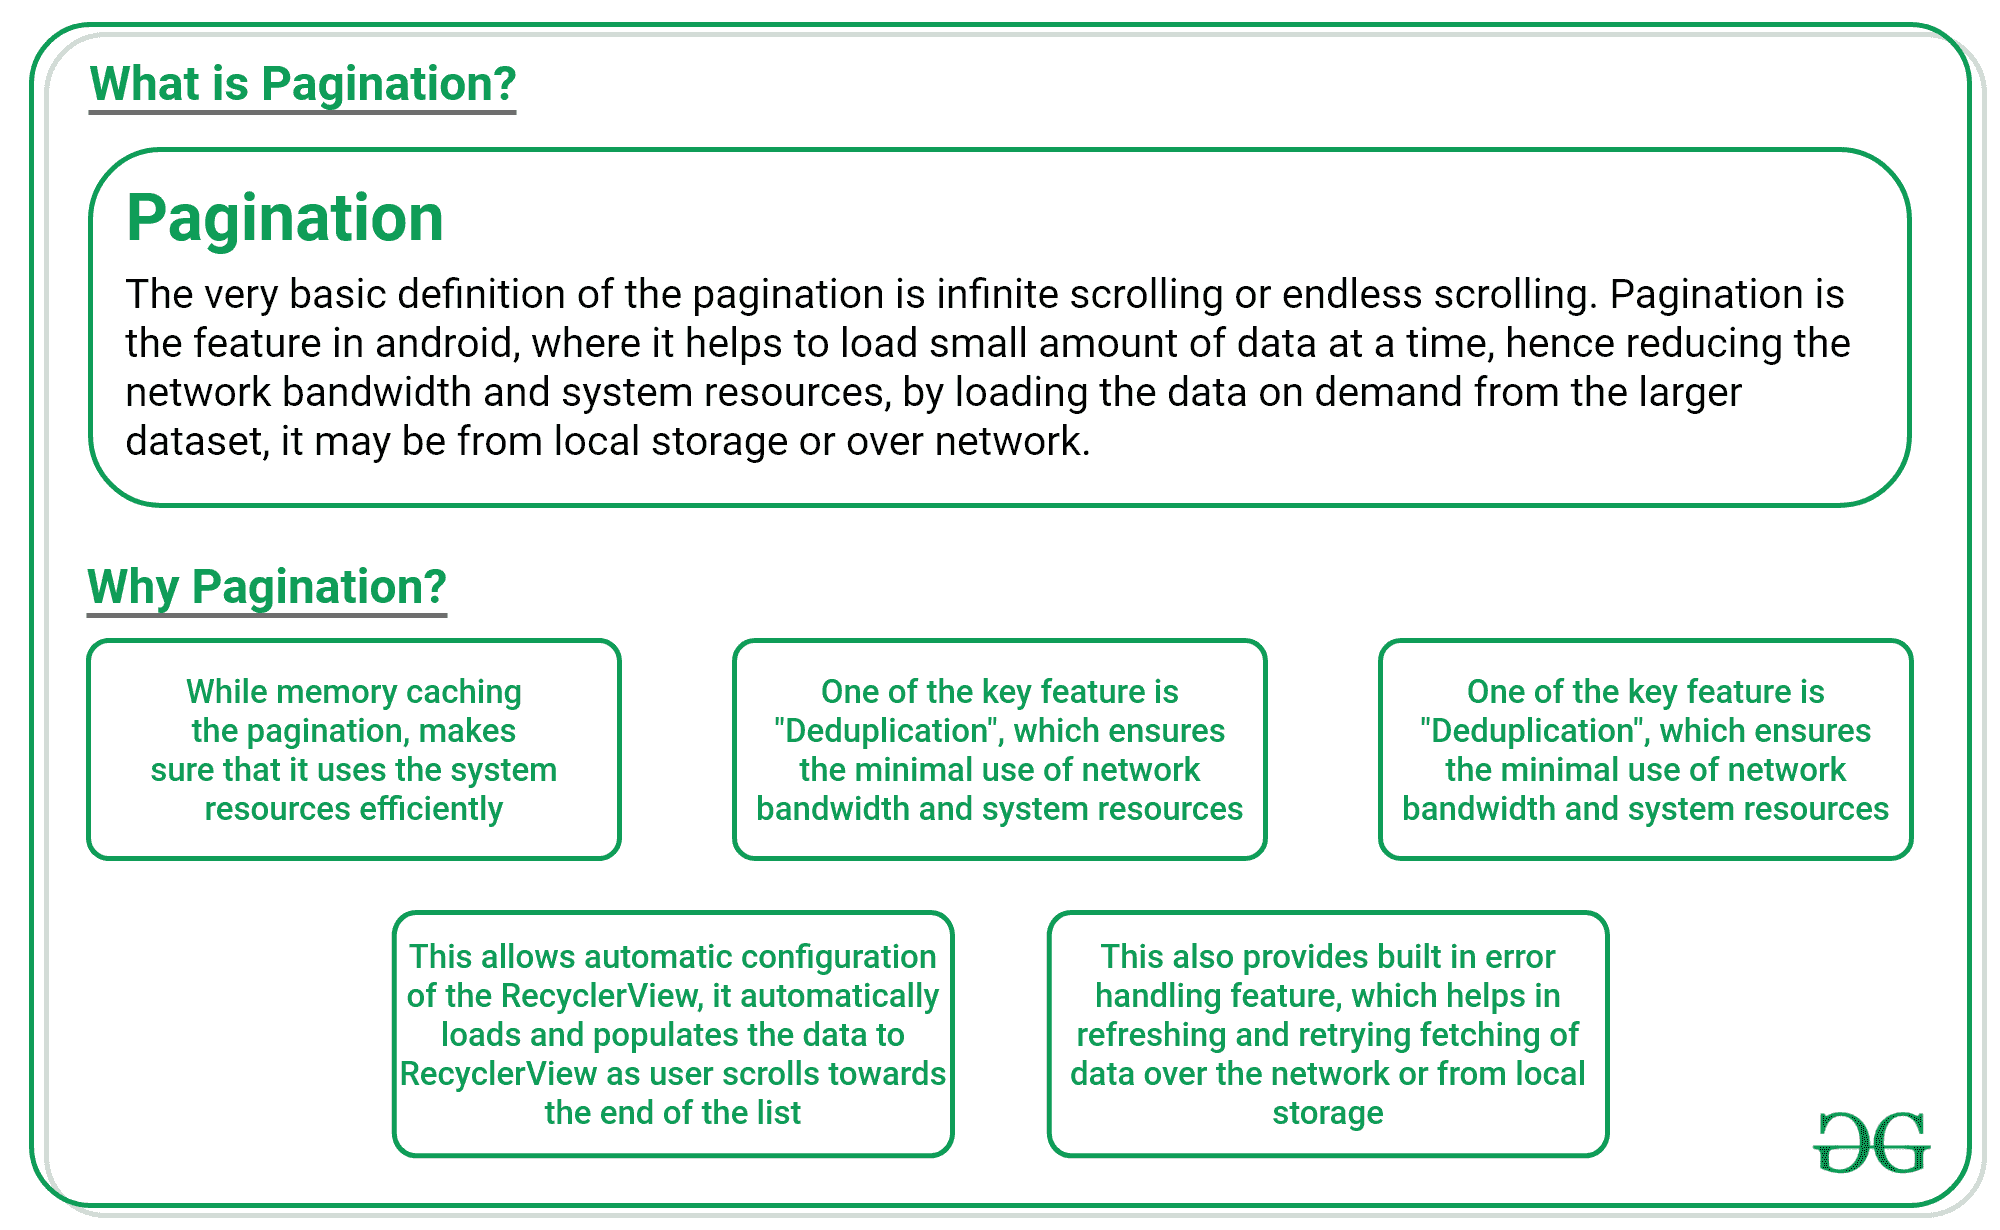 What is Pagination?
Pagination
The very basic definition of the pagination is infinite scrolling or endless scrolling. Pagination is
the feature in android, where it helps to load small amount of data at a time, hence reducing the
network bandwidth and system resources, by loading the data on demand from the larger
dataset, it may be from local storage or over network.
Why Pagination?
While memory caching
the pagination, makes
sure that it uses the system
resources efficiently
One of the key feature is
"Deduplication", which ensures
the minimal use of network
bandwidth and system resources
One of the key feature is
"Deduplication", which ensures
the minimal use of network
bandwidth and system resources
This allows automatic configuration
of the RecyclerView, it automatically
loads and populates the data to
RecyclerView as user scrolls towards
the end of the list
This also provides built in error
handling feature, which helps in
refreshing and retrying fetching of
data over the network or from local
storage